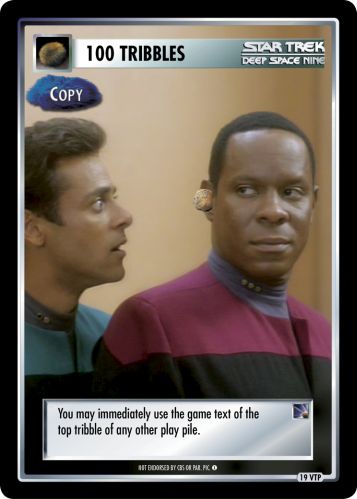 100 TRIBBLES
STAR TREK
DEEP SPACE NINE
COPY
You may immediately use the game text of the
top tribble of any other play pile.
NOT ENDORSED BY CBS OR PAR. PIC.
19 VTP